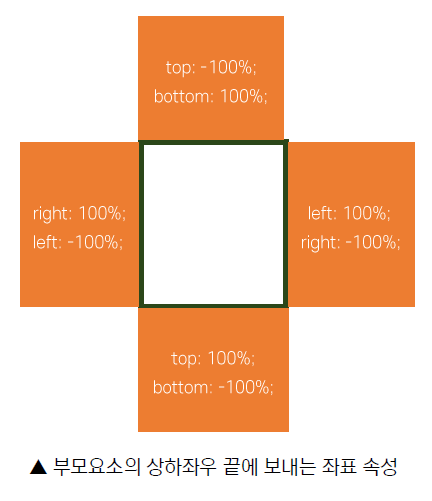 top: -100%;
bottom: 100%;
right: 100%;
left: -100%;
left: 100%;
right: -100%;
top: 100%;
bottom: -100%;
▲ 부모요소의 상하좌우 끝에 보내는 좌표 속성